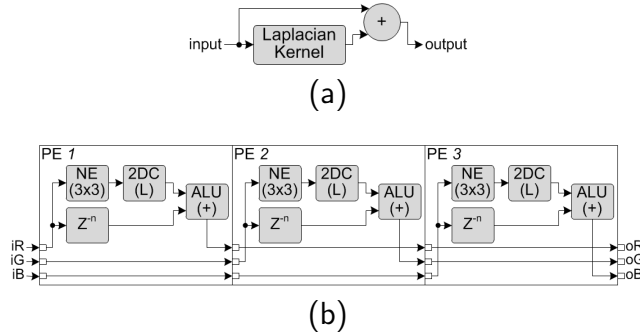 input
Laplacian
Kernel
+
output
(a)
PE 1
NE
(3x3)
2DC
(L)
ALU
(+)
Z-n
PE 2
NE
(3x3)
2DC
(L)
ALU
(+)
Z-n
PE 3
NE
(3x3)
2DC
(L)
ALU
(+)
Z-n
iR
iG
iB
oR
oG
oB
(b)